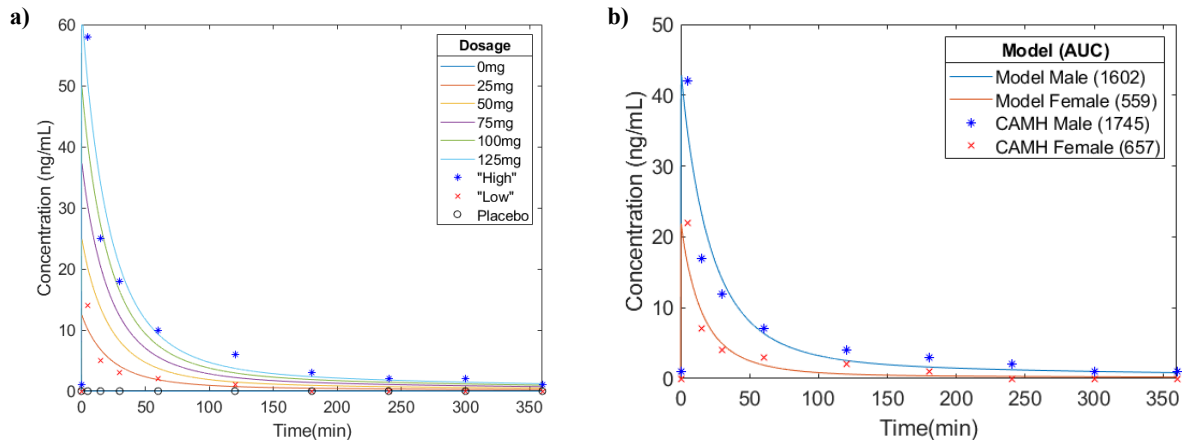 a)
60
50
40
30
20
10
0
Concentration (ng/mL)
0 50 100 150 200 250 300 350
Time(min)
Dosage
0mg
25mg
50mg
75mg
100mg
125mg
"High"
"Low"
Placebo
b)
50
40
30
20
10
0
Concentration (ng/mL)
0 50 100 150 200 250 300 350
Time(min)
Model (AUC)
Model Male (1602)
Model Female (559)
CAMH Male (1745)
CAMH Female (657)